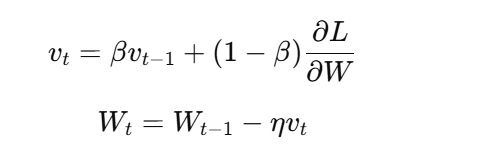 v_t = βv_{t−1} + (1 − β) ∂L/∂W
W_t = W_{t−1} − ηv_t